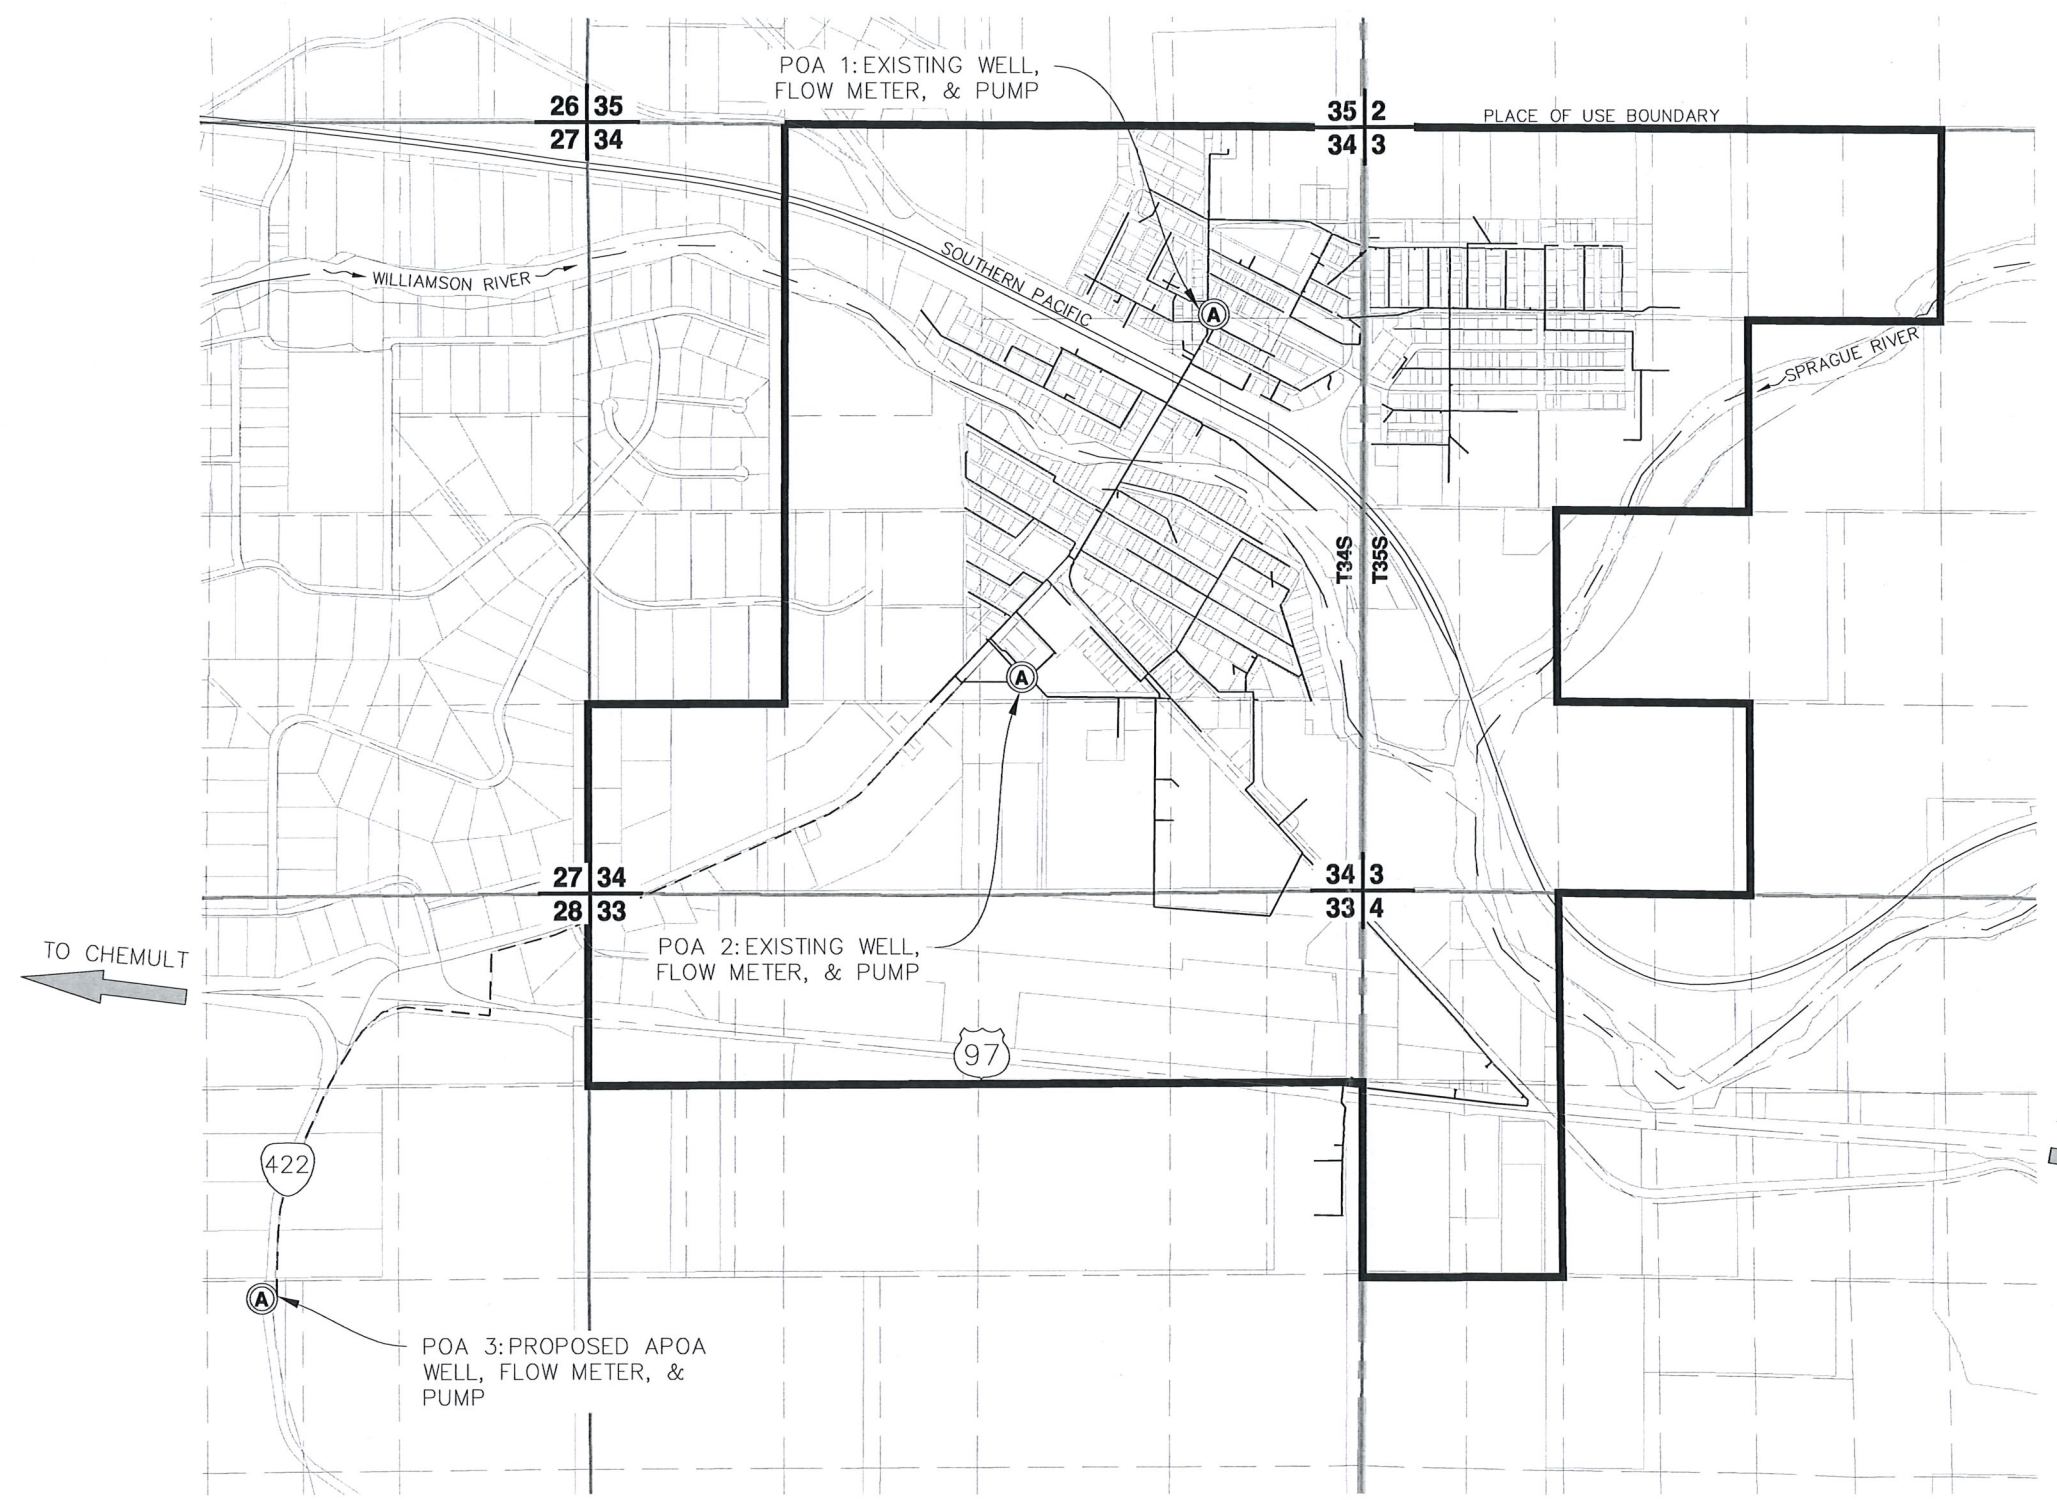 POA 1:EXISTING WELL,
FLOW METER, & PUMP
26 35
27 34
35 2
34 3
PLACE OF USE BOUNDARY
WILLIAMSON RIVER
SOUTHERN PACIFIC
A
SPRAGUE RIVER
T34S
T35S
A
27 34
28 33
34 3
33 4
TO CHEMULT
POA 2:EXISTING WELL,
FLOW METER, & PUMP
97
422
A
POA 3:PROPOSED APOA
WELL, FLOW METER, &
PUMP